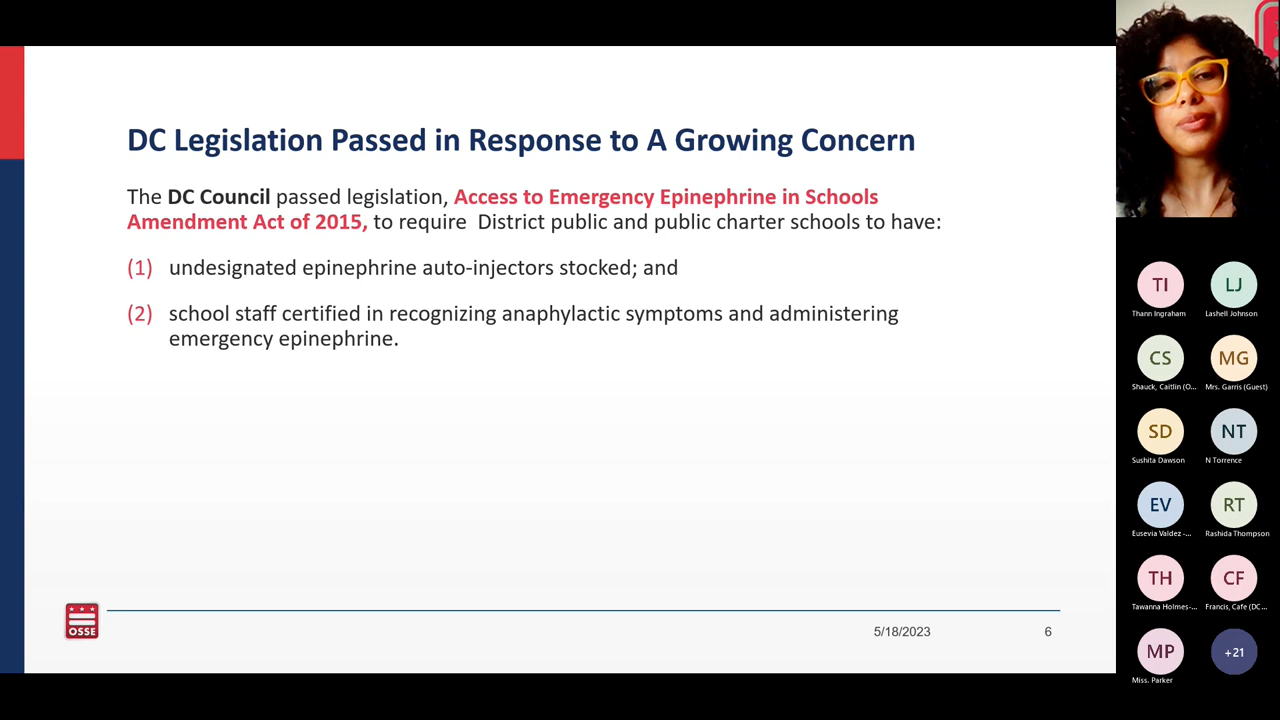 DC Legislation Passed in Response to A Growing Concern
The DC Council passed legislation, Access to Emergency Epinephrine in Schools
Amendment Act of 2015, to require District public and public charter schools to have:
(1) undesignated epinephrine auto-injectors stocked; and
(2) school staff certified in recognizing anaphylactic symptoms and administering
emergency epinephrine.
OSSE
5/18/2023
6
TI
Thann Ingraham
LJ
Lashell Johnson
CS
Shauck, Caitlin (O...
MG
Mrs. Garris (Guest)
SD
Sushita Dawson
NT
N Torrence
EV
Eusevia Valdez -...
RT
Rashida Thompson
TH
Tawanna Holmes-...
CF
Francis, Cafe (DC...
MP
Miss. Parker
+21